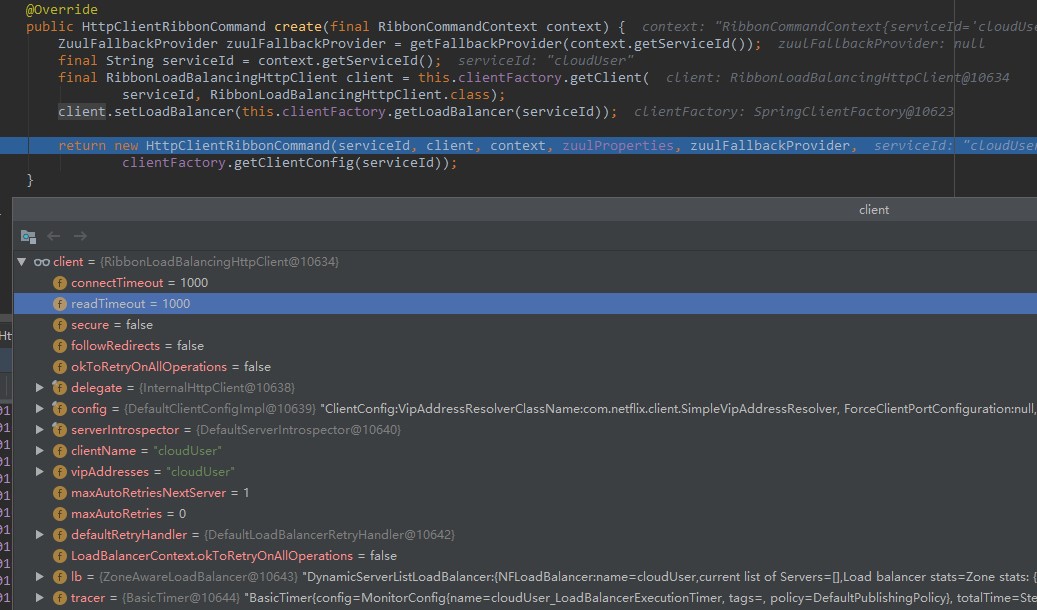 @Override
public HttpClientRibbonCommand create(final RibbonCommandContext context) {  context: "RibbonCommandContext{serviceId='cloudUse
ZuulFallbackProvider zuulFallbackProvider = getFallbackProvider(context.getServiceId());  zuulFallbackProvider: null
final String serviceId = context.getServiceId();  serviceId: "cloudUser"
final RibbonLoadBalancingHttpClient client = this.clientFactory.getClient(  client: RibbonLoadBalancingHttpClient@10634
serviceId, RibbonLoadBalancingHttpClient.class);
client.setLoadBalancer(this.clientFactory.getLoadBalancer(serviceId));  clientFactory: SpringClientFactory@10623
return new HttpClientRibbonCommand(serviceId, client, context, zuulProperties, zuulFallbackProvider,  serviceId: "cloudUser
clientFactory.getClientConfig(serviceId));
}
client
client = {RibbonLoadBalancingHttpClient@10634}
connectTimeout = 1000
readTimeout = 1000
secure = false
followRedirects = false
okToRetryOnAllOperations = false
delegate = {InternalHttpClient@10638}
config = {DefaultClientConfigImpl@10639} "ClientConfig:VipAddressResolverClassName:com.netflix.client.SimpleVipAddressResolver, ForceClientPortConfiguration:null,
serverIntrospector = {DefaultServerIntrospector@10640}
clientName = "cloudUser"
vipAddresses = "cloudUser"
maxAutoRetriesNextServer = 1
maxAutoRetries = 0
defaultRetryHandler = {DefaultLoadBalancerRetryHandler@10642}
LoadBalancerContext.okToRetryOnAllOperations = false
lb = {ZoneAwareLoadBalancer@10643} "DynamicServerListLoadBalancer:{NFLoadBalancer:name=cloudUser,current list of Servers=[],Load balancer stats=Zone stats: {
tracer = {BasicTimer@10644} "BasicTimer{config=MonitorConfig{name=cloudUser_LoadBalancerExecutionTimer, tags=, policy=DefaultPublishingPolicy}, totalTime=Ste